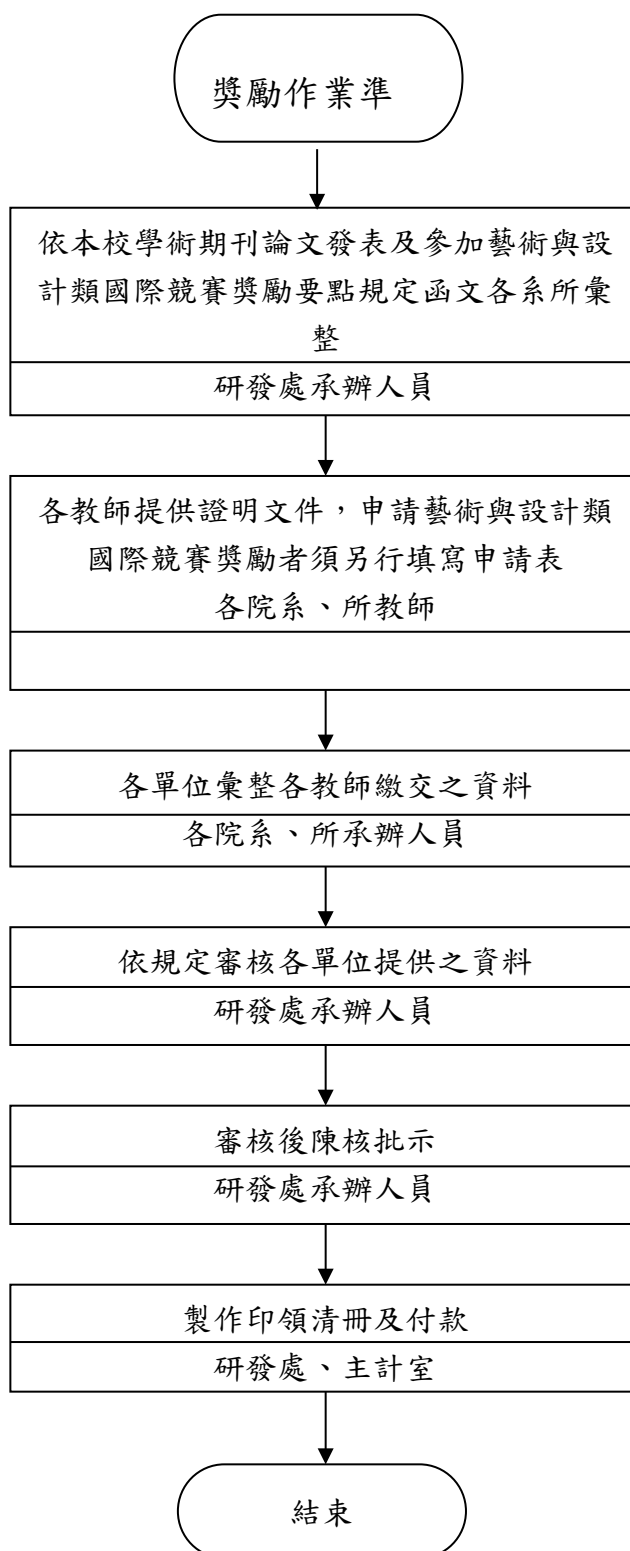 獎勵作業準
依本校學術期刊論文發表及參加藝術與設
計類國際競賽獎勵要點規定函文各系所彙
整
研發處承辦人員
各教師提供證明文件，申請藝術與設計類
國際競賽獎勵者須另行填寫申請表
各院系、所教師
各單位彙整各教師繳交之資料
各院系、所承辦人員
依規定審核各單位提供之資料
研發處承辦人員
審核後陳核批示
研發處承辦人員
製作印領清冊及付款
研發處、主計室
結束